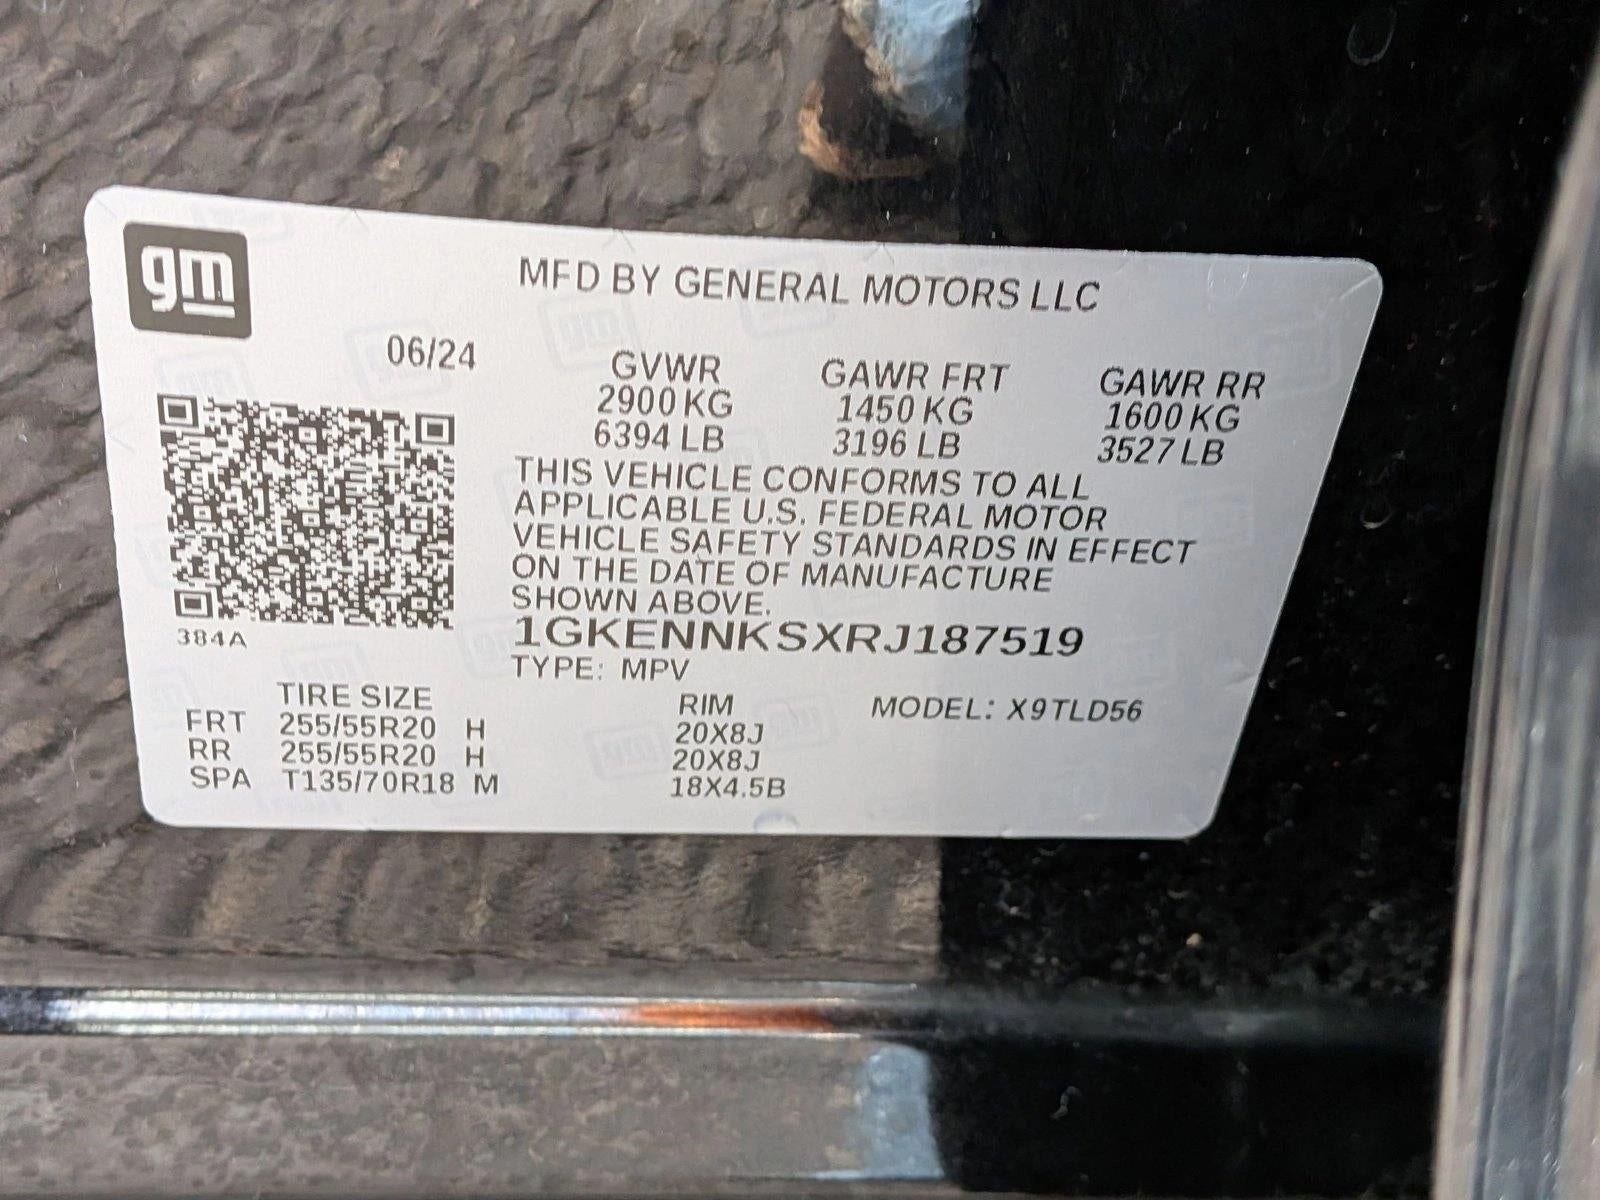 gm
MFD BY GENERAL MOTORS LLC
06/24
GVWR GAWR FRT GAWR RR
2900 KG 1450 KG 1600 KG
6394 LB 3196 LB 3527 LB
THIS VEHICLE CONFORMS TO ALL
APPLICABLE U.S. FEDERAL MOTOR
VEHICLE SAFETY STANDARDS IN EFFECT
ON THE DATE OF MANUFACTURE
SHOWN ABOVE.
384A
1GKENNKSXRJ187519
TYPE: MPV
TIRE SIZE RIM MODEL: X9TLD56
FRT 255/55R20 H 20X8J
RR 255/55R20 H 20X8J
SPA T135/70R18 M 18X4.5B